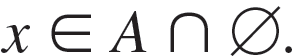 x ∈ A ∩ ∅.